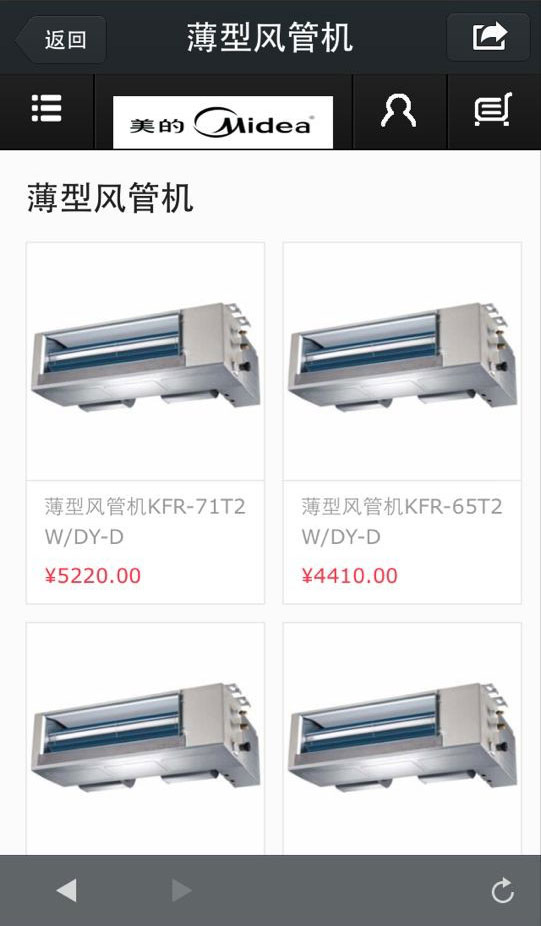 返回
薄型风管机
美的 Midea®
薄型风管机
薄型风管机KFR-71T2
W/DY-D
¥5220.00
薄型风管机KFR-65T2
W/DY-D
¥4410.00